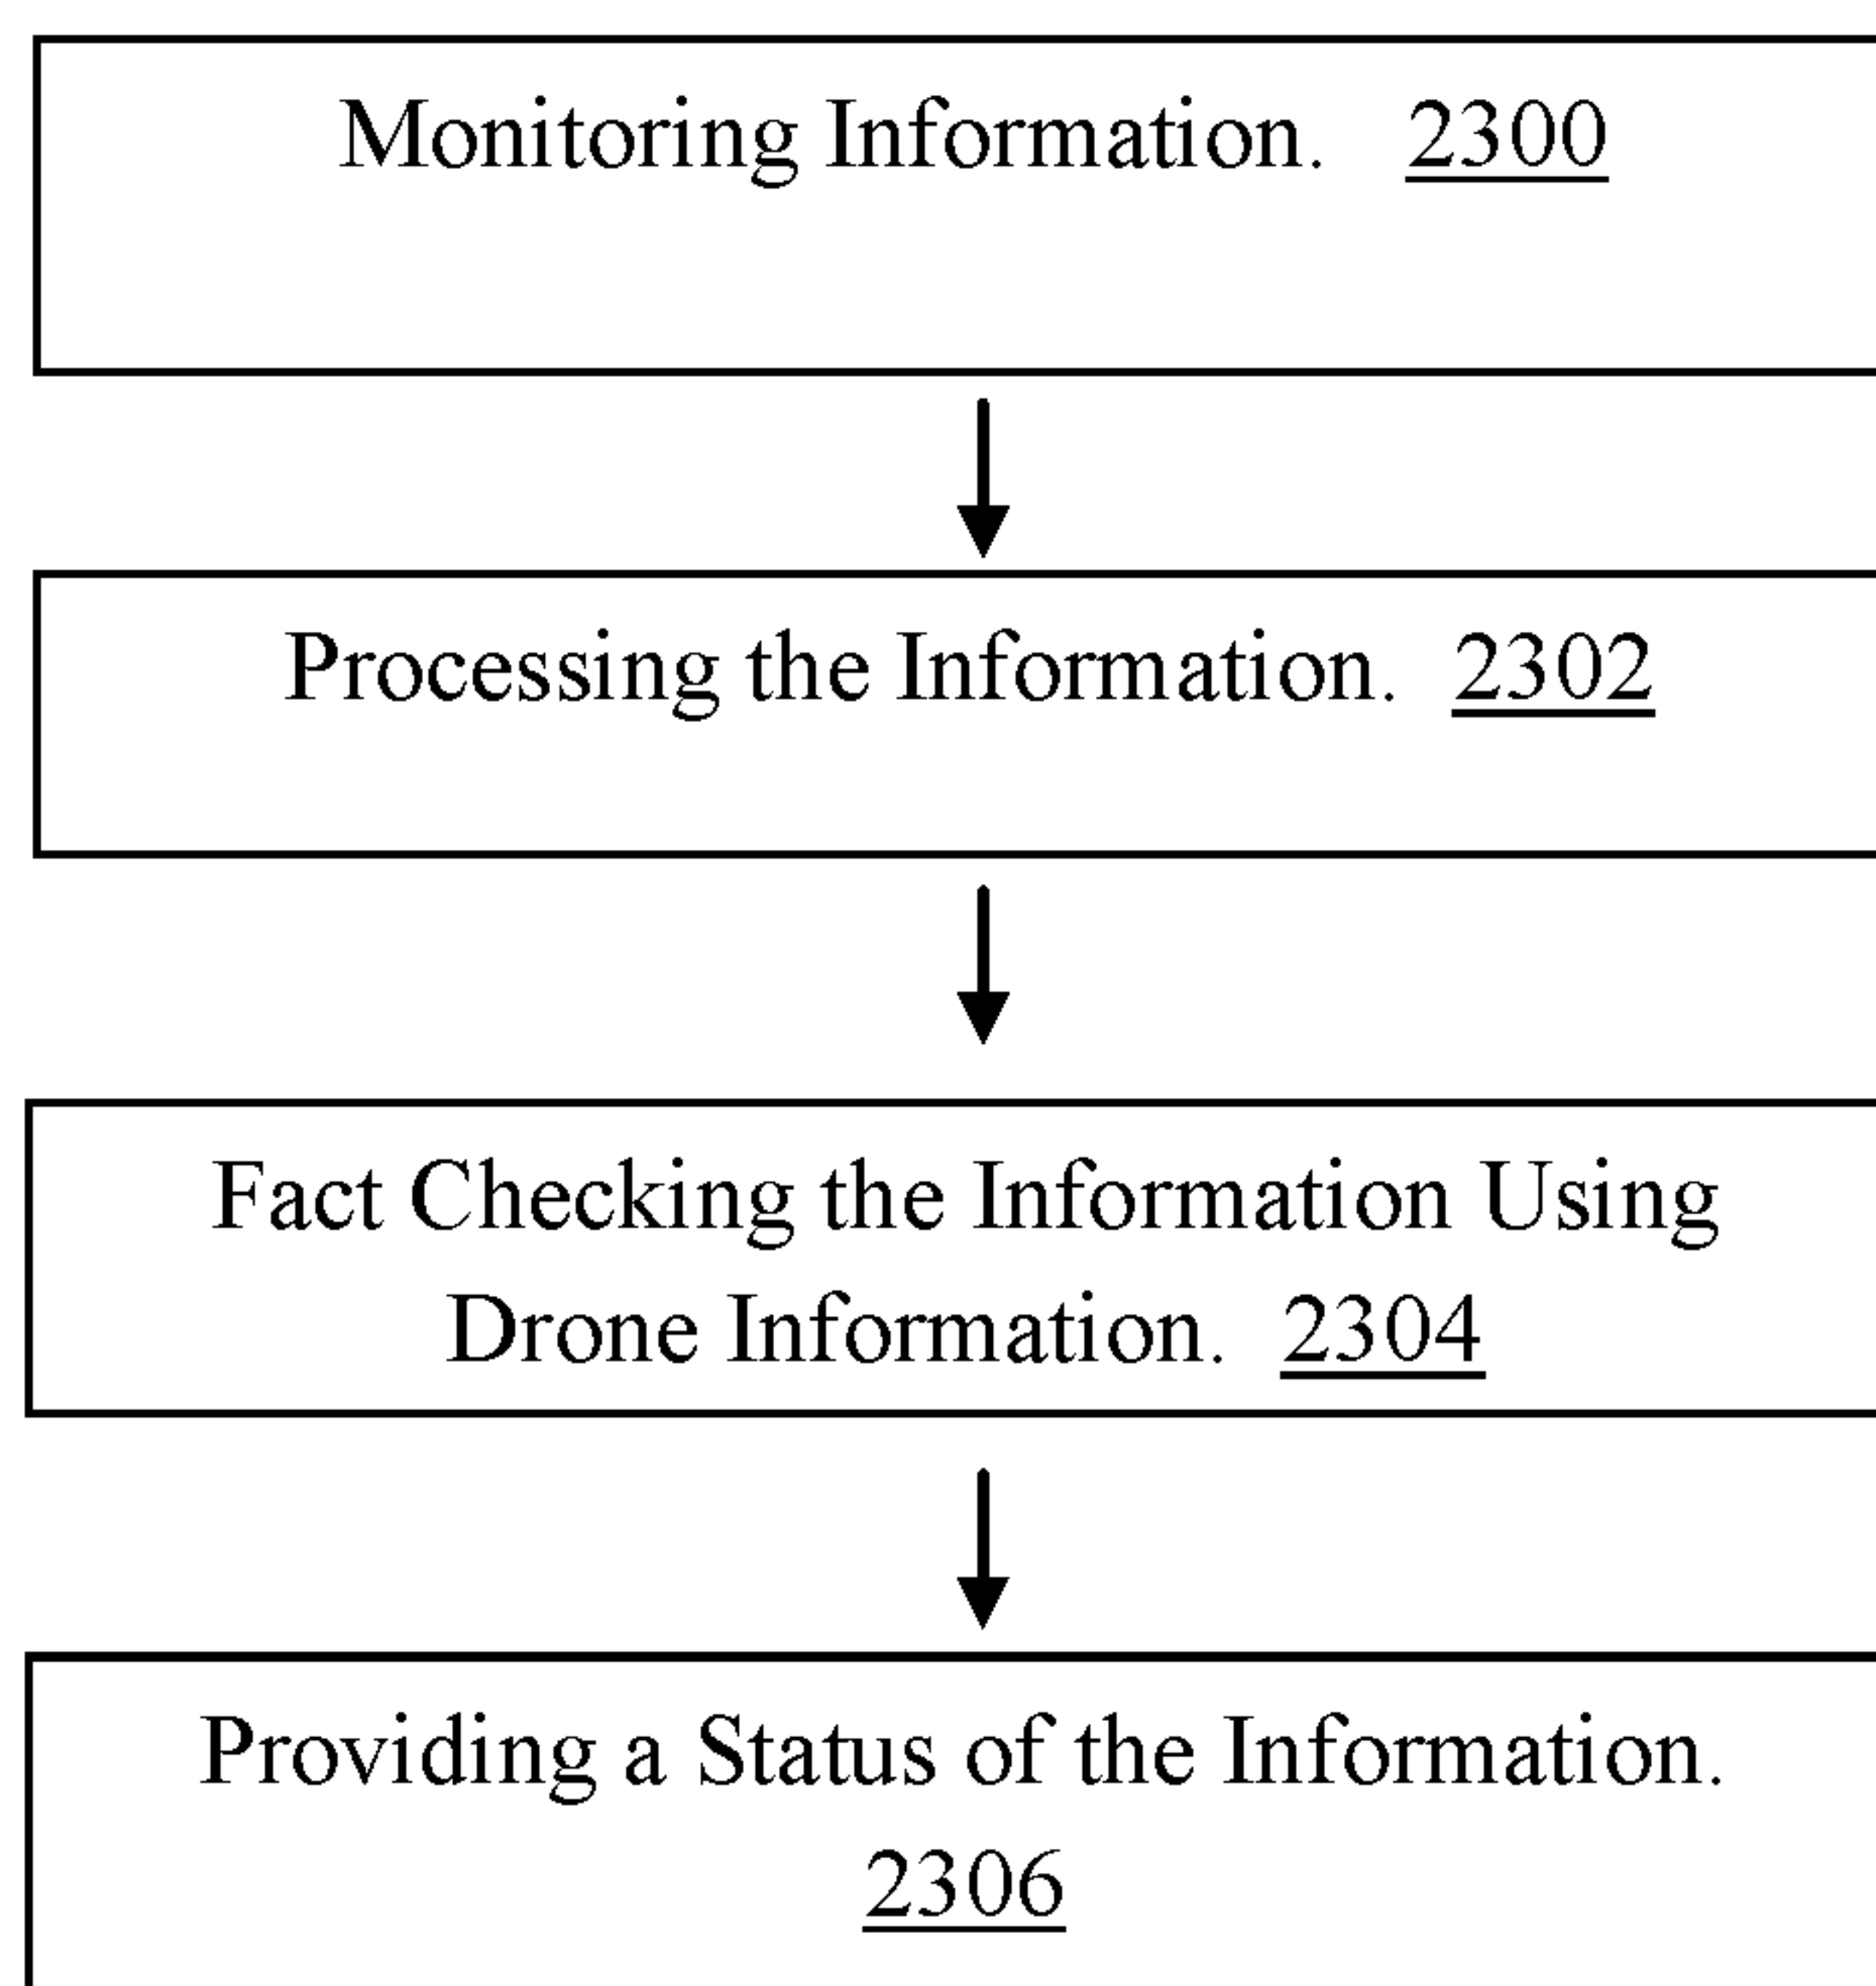 Monitoring Information. 2300
Processing the Information. 2302
Fact Checking the Information Using
Drone Information. 2304
Providing a Status of the Information.
2306